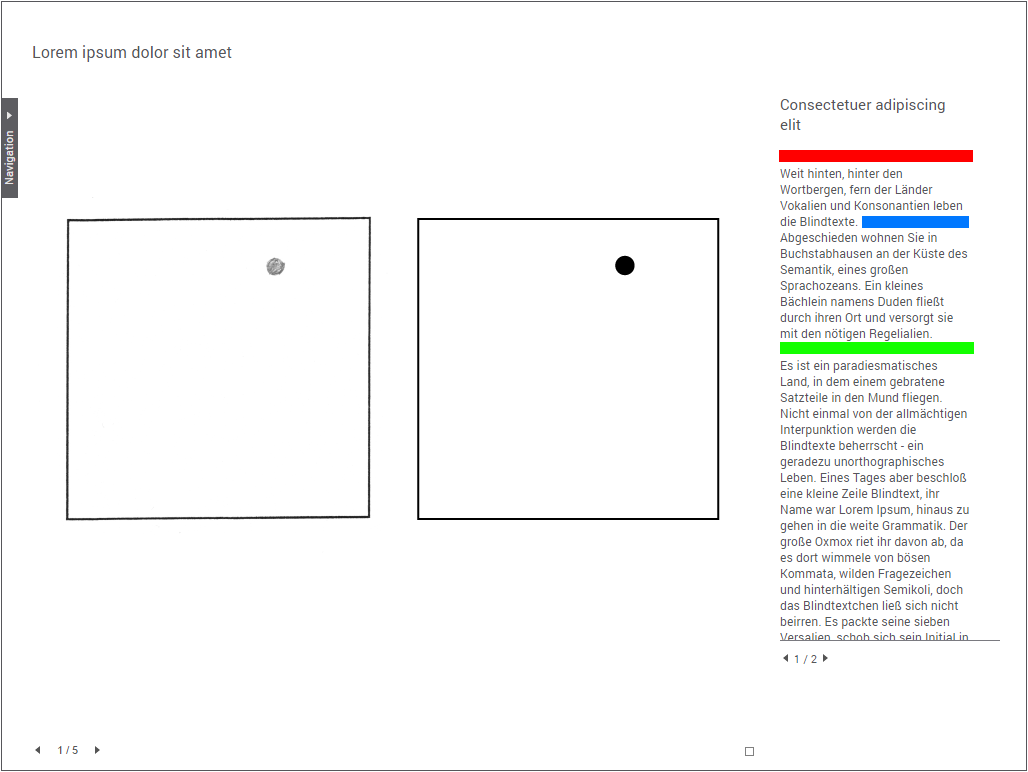 Lorem ipsum dolor sit amet
Navigation
Consectetuer adipiscing
elit
Weit hinten, hinter den
Wortbergen, fern der Länder
Vokalien und Konsonantien leben
die Blindtexte.
Abgeschieden wohnen Sie in
Buchstabhausen an der Küste des
Semantik, eines großen
Sprachozeans. Ein kleines
Bächlein namens Duden fließt
durch ihren Ort und versorgt sie
mit den nötigen Regelialien.
Es ist ein paradiesmatisches
Land, in dem einem gebratene
Satzteile in den Mund fliegen.
Nicht einmal von der allmächtigen
Interpunktion werden die
Blindtexte beherrscht - ein
geradezu unorthographisches
Leben. Eines Tages aber beschloß
eine kleine Zeile Blindtext, ihr
Name war Lorem Ipsum, hinaus zu
gehen in die weite Grammatik. Der
große Oxmox riet ihr davon ab, da
es dort wimmele von bösen
Kommata, wilden Fragezeichen
und hinterhältigen Semikoli, doch
das Blindtextchen ließ sich nicht
beirren. Es packte seine sieben
Versalien, schob sich sein Initial in
1 / 2
1 / 5